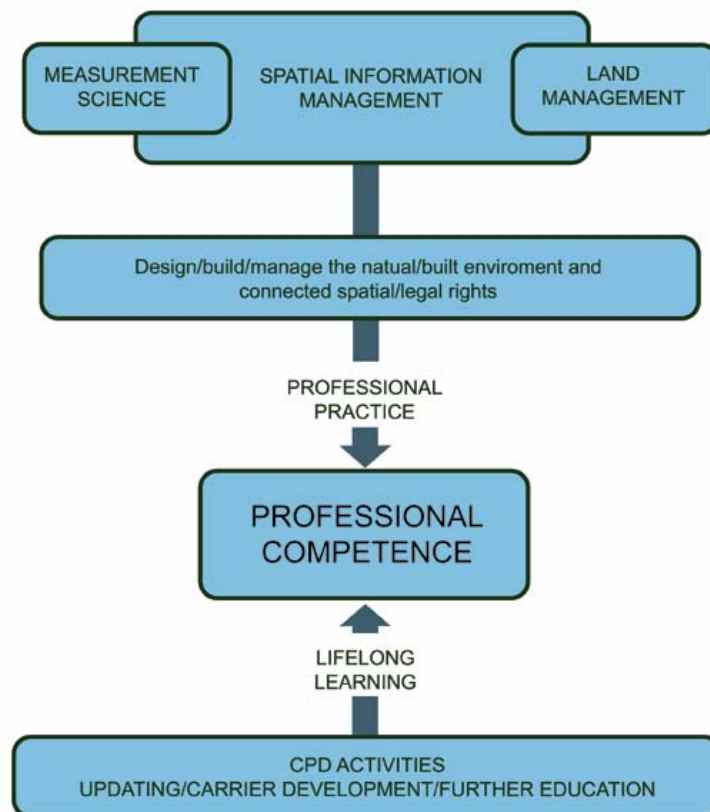 MEASUREMENT
SCIENCE
SPATIAL INFORMATION
MANAGEMENT
LAND
MANAGEMENT
Design/build/manage the natual/built enviroment and
connected spatial/legal rights
PROFESSIONAL
PRACTICE
PROFESSIONAL
COMPETENCE
LIFELONG
LEARNING
CPD ACTIVITIES
UPDATING/CARRIER DEVELOPMENT/FURTHER EDUCATION